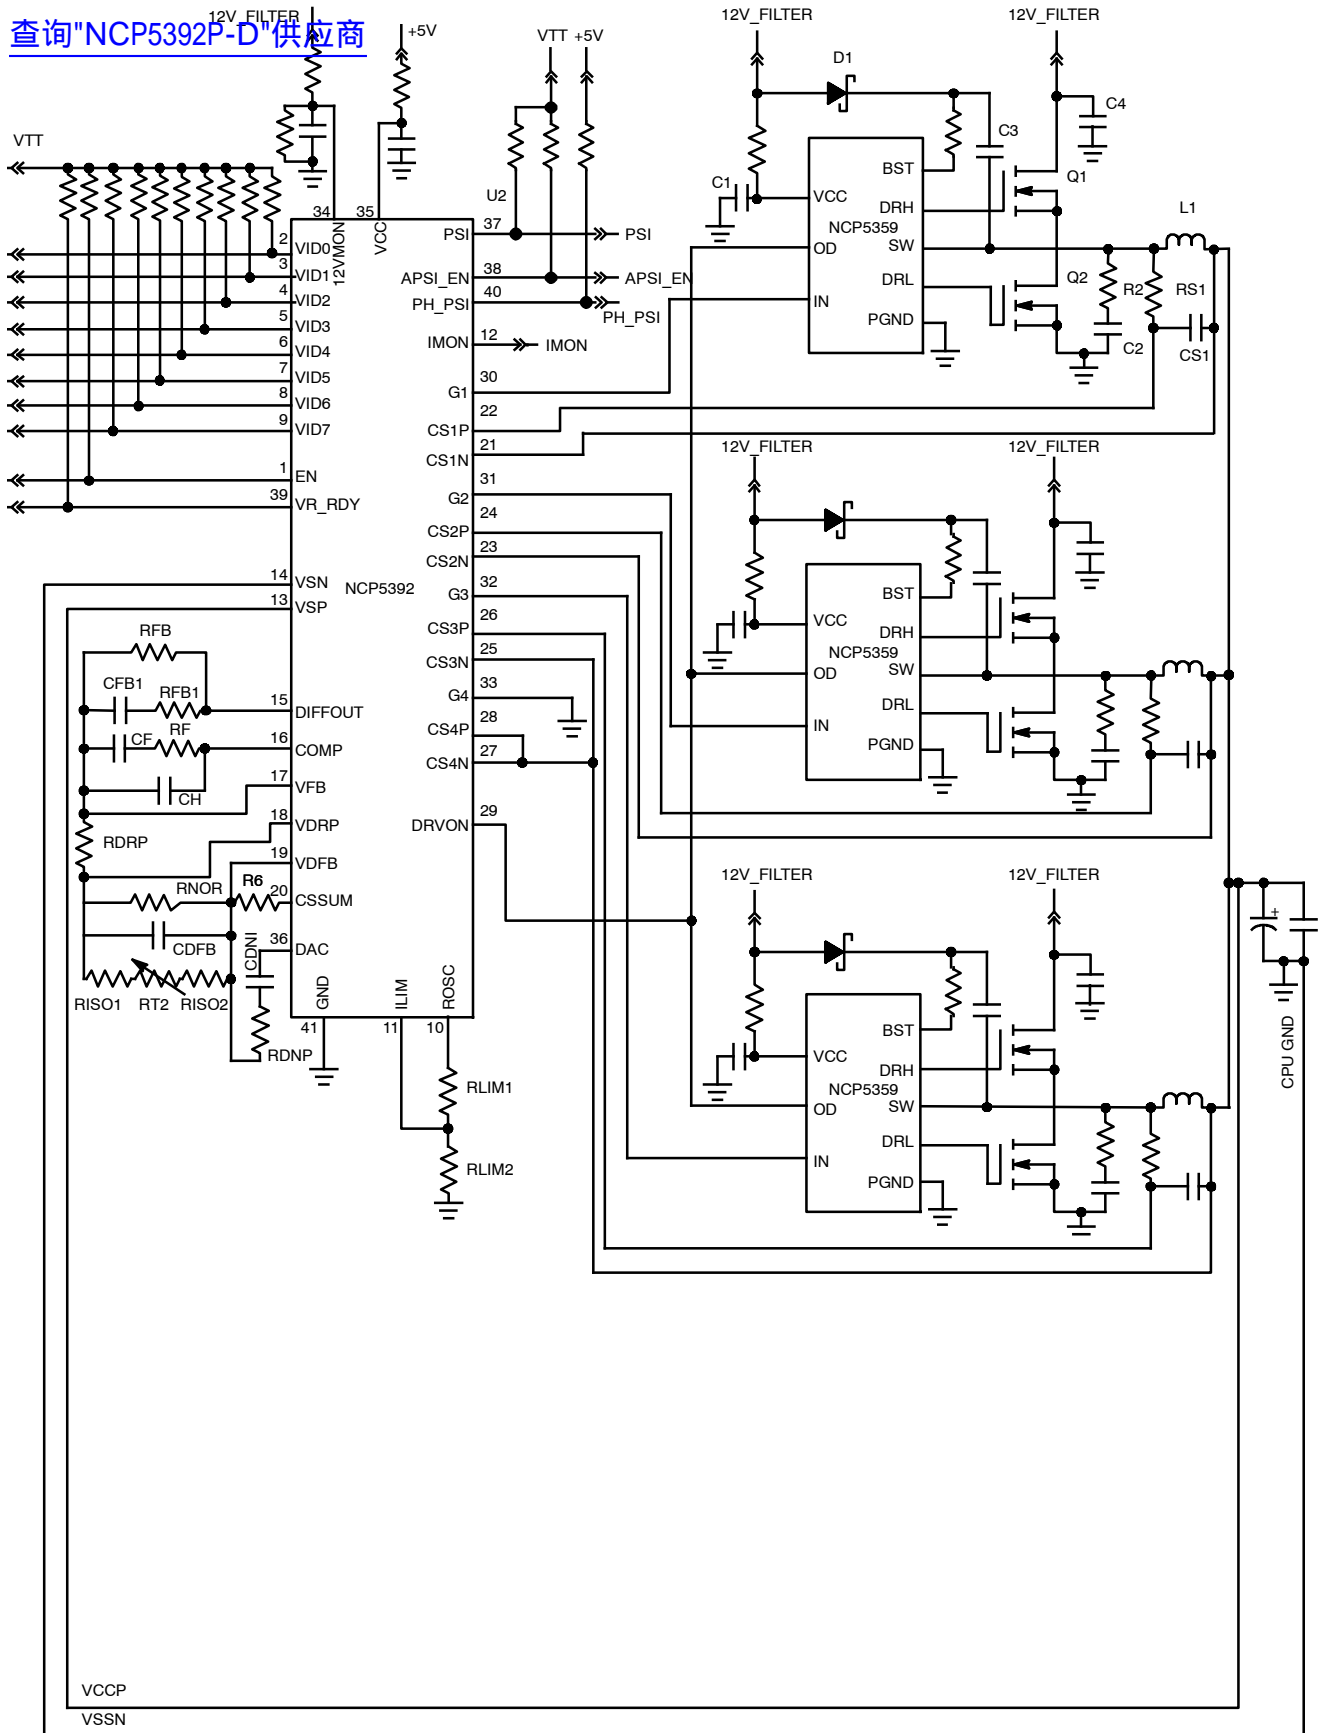 查询"NCP5392P-D"供应商
12V_FILTER
+5V
VTT +5V
12V_FILTER
12V_FILTER
D1
C4
C3
VTT
BST
Q1
C1
VCC
U2
34
35
37
DRH
L1
12VMON
VCC
PSI
PSI
NCP5359
2
VID0
OD
SW
3
VID1
38
APSI_EN
APSI_EN
DRL
Q2
R2
RS1
4
VID2
40
PH_PSI
PH_PSI
IN
5
VID3
PGND
12
IMON
IMON
C2
CS1
6
VID4
7
VID5
30
G1
8
VID6
22
CS1P
9
VID7
21
CS1N
12V_FILTER
12V_FILTER
1
EN
31
G2
39
VR_RDY
24
CS2P
23
CS2N
14
VSN
NCP5392
32
G3
BST
13
VSP
26
CS3P
VCC
DRH
RFB
25
CS3N
NCP5359
OD
SW
CFB1
RFB1
33
G4
DRL
15
DIFFOUT
28
CS4P
IN
CF
RF
16
COMP
27
CS4N
PGND
17
VFB
CH
18
VDRP
29
DRVON
RDRP
19
VDFB
12V_FILTER
12V_FILTER
RNOR
R6
20
CSSUM
+
CDFB
CDNI
36
DAC
RISO1
RT2
RISO2
GND
ILIM
ROSC
41
11
10
BST
CPU GND
RDNP
VCC
DRH
RLIM1
NCP5359
OD
SW
DRL
RLIM2
IN
PGND
VCCP
VSSN